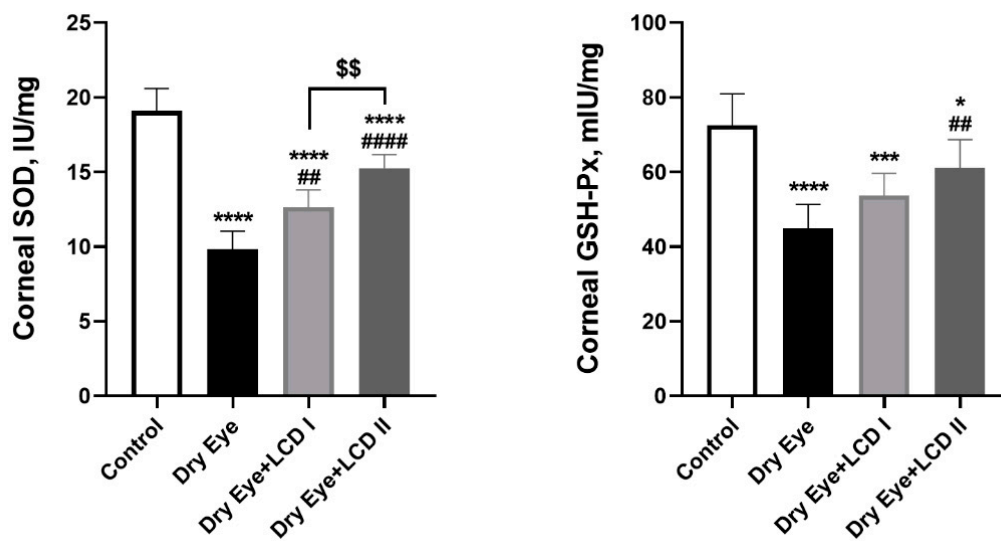 Corneal SOD, IU/mg
25
20
15
10
5
0
$$
****
****
##
****
####
Control
Dry Eye
Dry Eye+LCD I
Dry Eye+LCD II
Corneal GSH-Px, mIU/mg
100
80
60
40
20
0
****
***
*
##
Control
Dry Eye
Dry Eye+LCD I
Dry Eye+LCD II